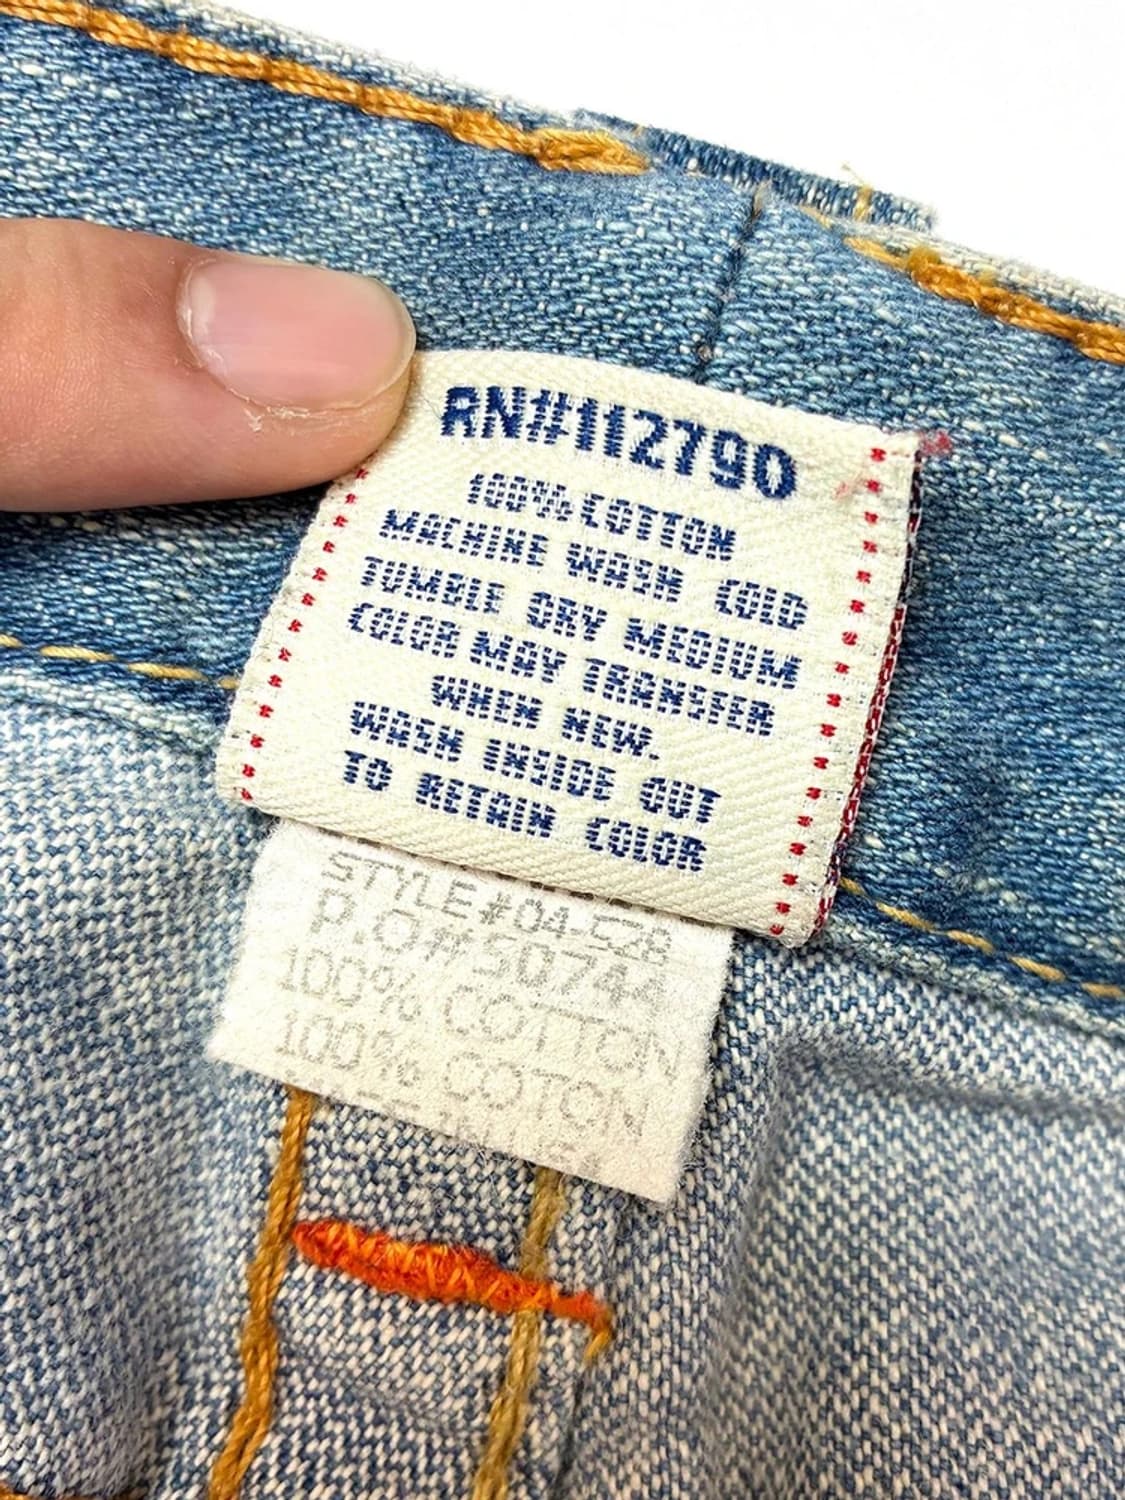 RN#112790
100% COTTON
MACHINE WASH COLD
TUMBLE DRY MEDIUM
COLOR MAY TRANSFER
WHEN NEW.
WASH INSIDE OUT
TO RETAIN COLOR
STYLE#04-528
P.O#50744
100% COTTON
100% COTON